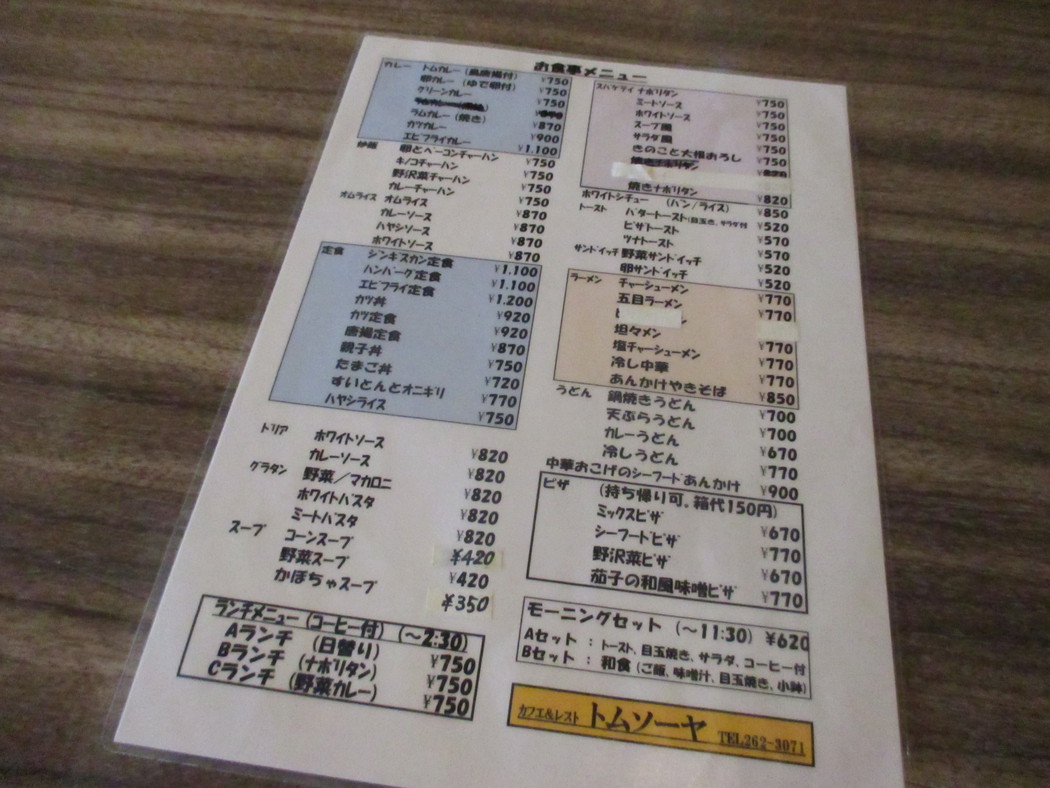 お食事メニュー
カレー トムカレー (鳥唐揚付) ¥750
卵カレー (ゆで卵付) ¥750
グリーンカレー ¥750
ラムカレー (焼き) ¥870
カツカレー ¥900
エビフライカレー ¥1.100
炒飯 卵とベーコンチャーハン ¥750
キノコチャーハン ¥750
野沢菜チャーハン ¥750
カレーチャーハン ¥750
オムライス オムライス ¥870
カレーソース ¥870
ハヤシソース ¥870
ホワイトソース ¥870
定食 ジンギスカン定食 ¥1.100
ハンバーグ定食 ¥1.100
エビフライ定食 ¥1.200
カツ丼 ¥920
カツ定食 ¥920
唐揚定食 ¥870
親子丼 ¥750
たまご丼 ¥720
すいとんとオニギリ ¥770
ハヤシライス ¥750
ドリア ホワイトソース ¥820
カレーソース ¥820
グラタン 野菜/マカロニ ¥820
ホワイトパスタ ¥820
ミートパスタ ¥820
スープ コーンスープ ¥420
野菜スープ ¥420
かぼちゃスープ ¥350
ランチメニュー (コーヒー付) (～2:30)
Aランチ (日替り) ¥750
Bランチ (ナポリタン) ¥750
Cランチ (野菜カレー) ¥750
スパゲティ ナポリタン ¥750
ミートソース ¥750
ホワイトソース ¥750
スープ風 ¥750
サラダ風 ¥750
きのこと大根おろし ¥750
焼きナポリタン ¥820
ホワイトシチュー (パン/ライス) ¥850
トースト バタートースト(目玉き、サラダ付 ¥520
ピザトースト ¥570
ツナトースト ¥570
サンドイッチ 野菜サンドイッチ ¥520
卵サンドイッチ ¥520
ラーメン チャーシューメン ¥770
五目ラーメン ¥770
坦々メン ¥770
塩チャーシューメン ¥770
冷し中華 ¥770
あんかけやきそば ¥850
うどん 鍋焼きうどん ¥700
天ぷらうどん ¥700
カレーうどん ¥670
冷しうどん ¥770
中華おこげのシーフードあんかけ ¥900
ピザ (持ち帰り可。箱代150円)
ミックスピザ ¥670
シーフードピザ ¥770
野沢菜ピザ ¥670
茄子の和風味噌ピザ ¥770
モーニングセット (～11:30) ¥620
Aセット : トースト、目玉焼き、サラダ、コーヒー付
Bセット : 和食 (ご飯、味噌汁、目玉焼き、小鉢)
カフェ&レスト トムソーヤ TEL262-3071